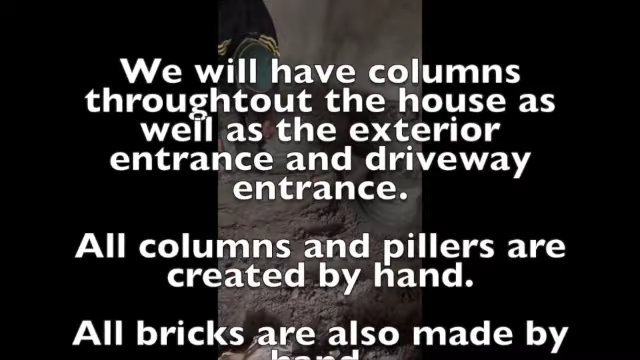 We will have columns
throughtout the house as
well as the exterior
entrance and driveway
entrance.
All columns and pillers are
created by hand.
All bricks are also made by
hand